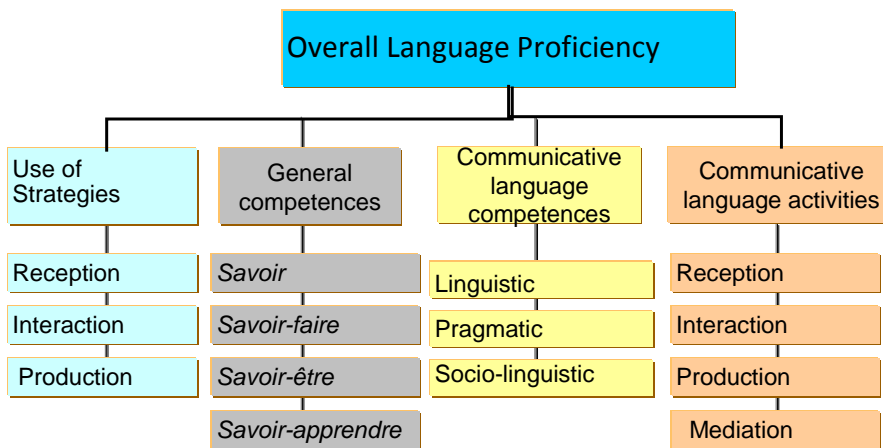 Overall Language Proficiency
Use of
Strategies
Reception
Interaction
Production
General
competences
Savoir
Savoir-faire
Savoir-être
Savoir-apprendre
Communicative
language
competences
Linguistic
Pragmatic
Socio-linguistic
Communicative
language activities
Reception
Interaction
Production
Mediation